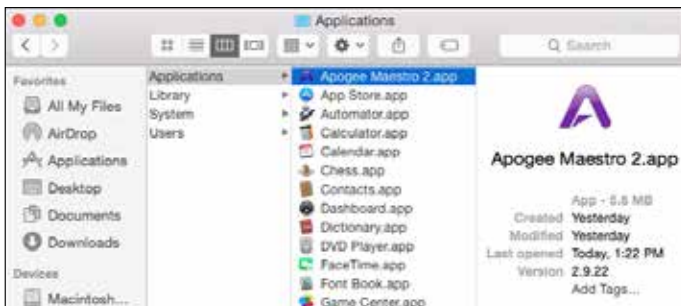 Applications
Search
Favorites
All My Files
AirDrop
Applications
Desktop
Documents
Downloads
Devices
Macintosh...
Applications
Library
System
Users
Apogee Maestro 2.app
App Store.app
Automator.app
Calculator.app
Calendar.app
Chess.app
Contacts.app
Dashboard.app
Dictionary.app
DVD Player.app
FaceTime.app
Font Book.app
Game Center.app
Apogee Maestro 2.app
App - 5.8 MB
Created Yesterday
Modified Yesterday
Last opened Today, 1:22 PM
Version 2.9.22
Add Tags...